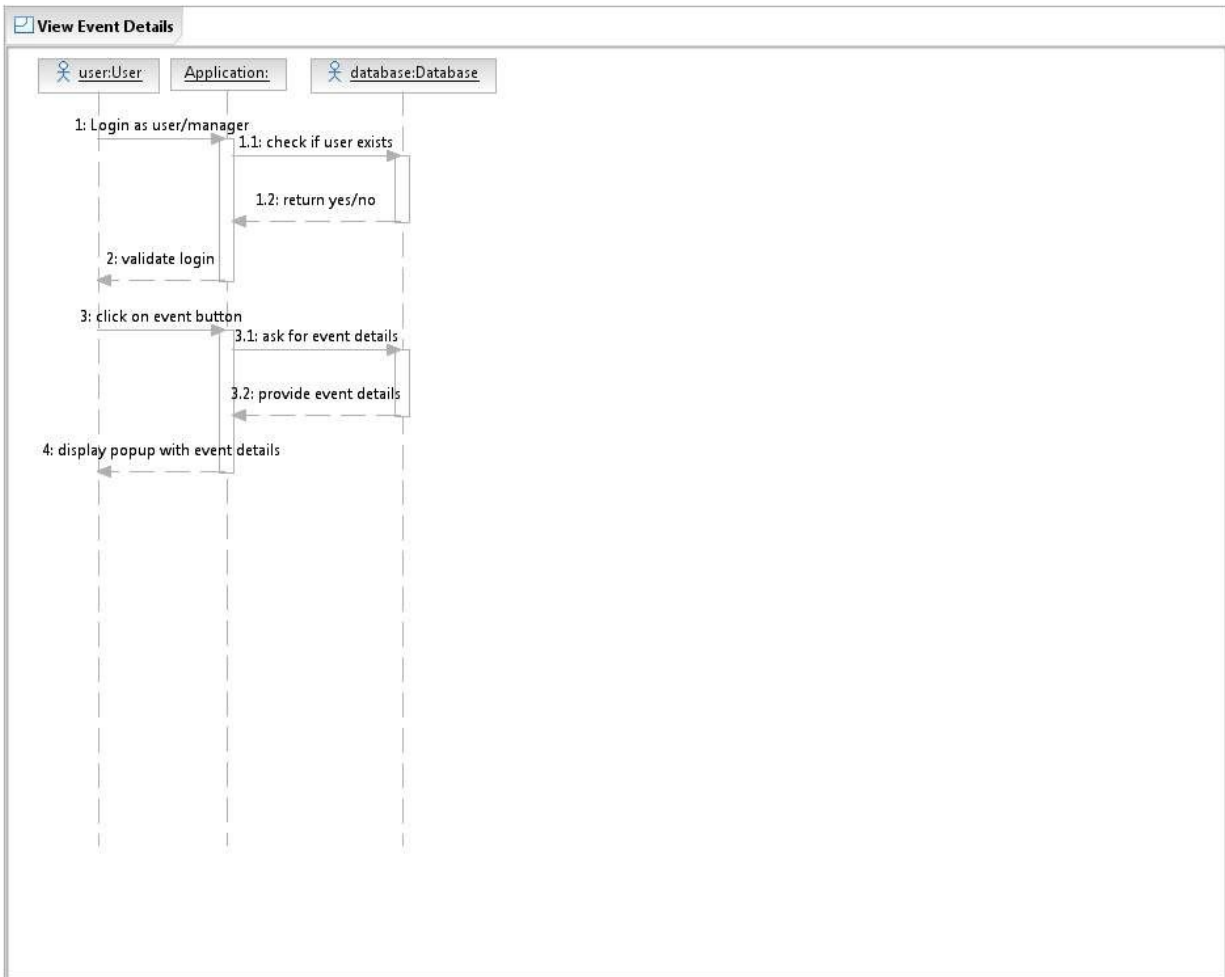 View Event Details
user:User
Application:
database:Database
1: Login as user/manager
1.1: check if user exists
1.2: return yes/no
2: validate login
3: click on event button
3.1: ask for event details
3.2: provide event details
4: display popup with event details